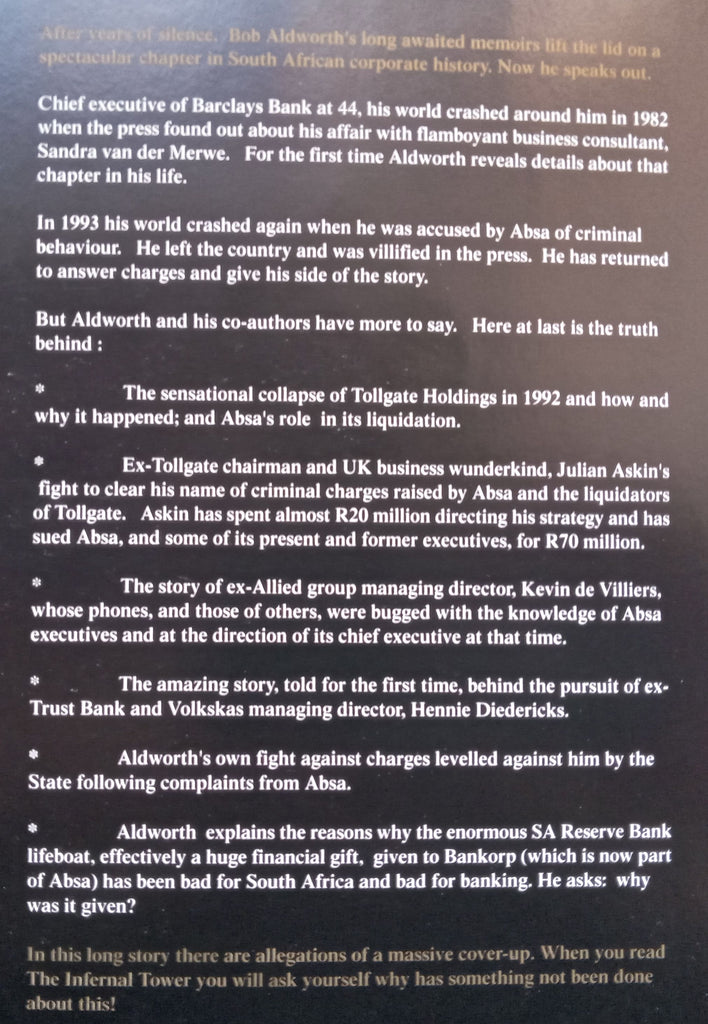 After years of silence. Bob Aldworth's long awaited memoirs lift the lid on a
spectacular chapter in South African corporate history. Now he speaks out.
Chief executive of Barclays Bank at 44, his world crashed around him in 1982
when the press found out about his affair with flamboyant business consultant,
Sandra van der Merwe. For the first time Aldworth reveals details about that
chapter in his life.
In 1993 his world crashed again when he was accused by Absa of criminal
behaviour. He left the country and was villified in the press. He has returned
to answer charges and give his side of the story.
But Aldworth and his co-authors have more to say. Here at last is the truth
behind :
* The sensational collapse of Tollgate Holdings in 1992 and how and
why it happened; and Absa's role in its liquidation.
* Ex-Tollgate chairman and UK business wunderkind, Julian Askin's
fight to clear his name of criminal charges raised by Absa and the liquidators
of Tollgate. Askin has spent almost R20 million directing his strategy and has
sued Absa, and some of its present and former executives, for R70 million.
* The story of ex-Allied group managing director, Kevin de Villiers,
whose phones, and those of others, were bugged with the knowledge of Absa
executives and at the direction of its chief executive at that time.
* The amazing story, told for the first time, behind the pursuit of ex-
Trust Bank and Volkskas managing director, Hennie Diedericks.
* Aldworth's own fight against charges levelled against him by the
State following complaints from Absa.
* Aldworth explains the reasons why the enormous SA Reserve Bank
lifeboat, effectively a huge financial gift, given to Bankorp (which is now part
of Absa) has been bad for South Africa and bad for banking. He asks: why
was it given?
In this long story there are allegations of a massive cover-up. When you read
The Infernal Tower you will ask yourself why has something not been done
about this!